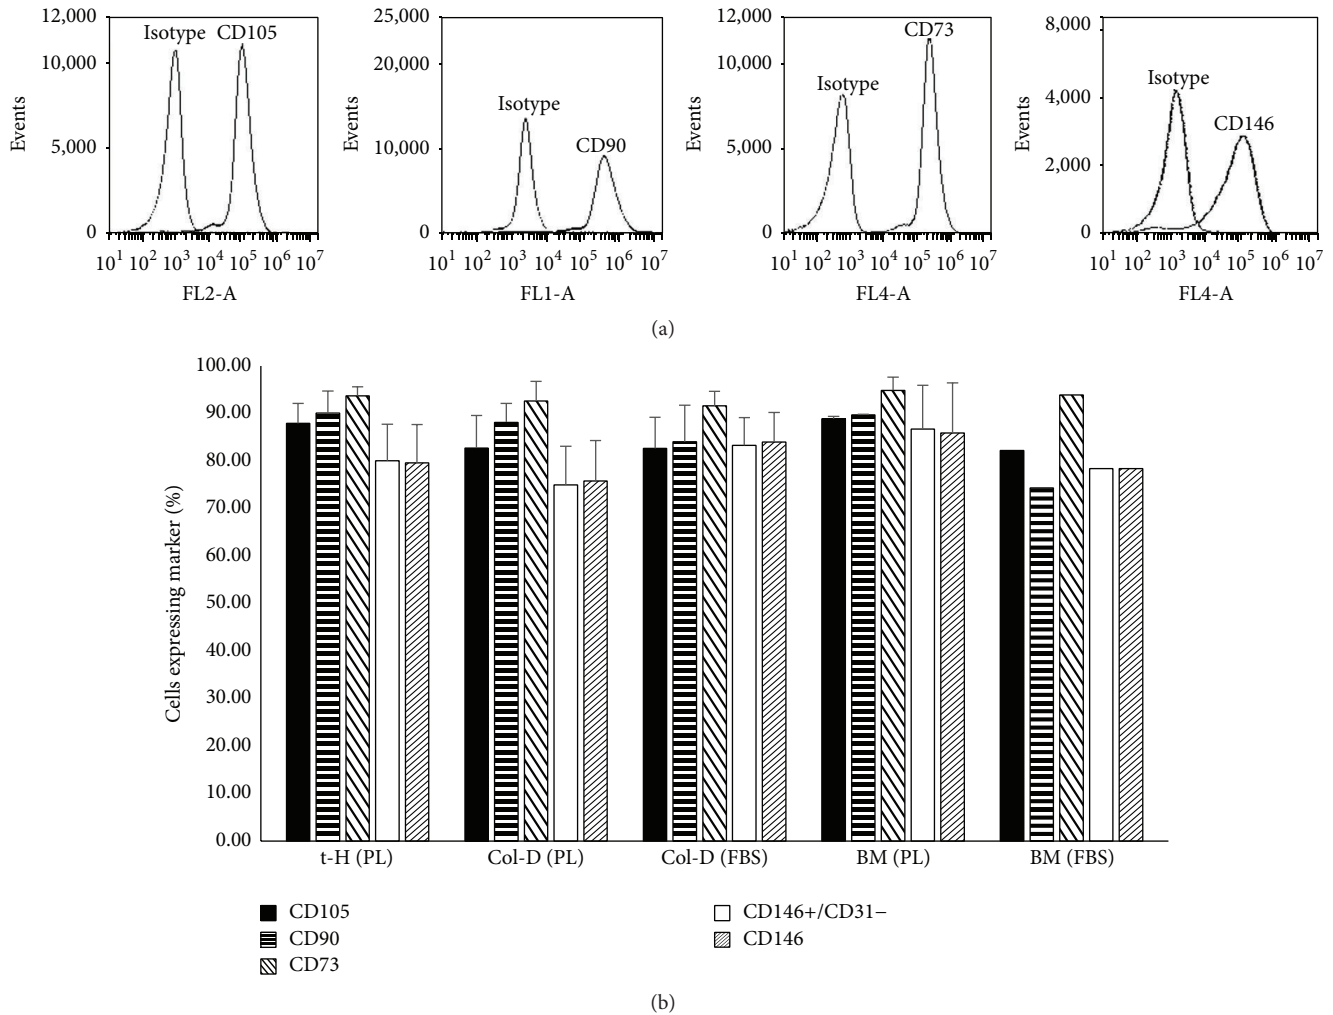 12,000
10,000
5,000
0
Events
Isotype CD105
10¹ 10² 10³ 10⁴ 10⁵ 10⁶ 10⁷
FL2-A
25,000
20,000
10,000
0
Events
Isotype
CD90
10¹ 10² 10³ 10⁴ 10⁵ 10⁶ 10⁷
FL1-A
12,000
10,000
5,000
0
Events
CD73
Isotype
10¹ 10² 10³ 10⁴ 10⁵ 10⁶ 10⁷
FL4-A
8,000
4,000
2,000
0
Events
Isotype
CD146
10¹ 10² 10³ 10⁴ 10⁵ 10⁶ 10⁷
FL4-A
(a)
100.00
90.00
80.00
70.00
60.00
50.00
40.00
30.00
20.00
10.00
0.00
Cells expressing marker (%)
t-H (PL) Col-D (PL) Col-D (FBS) BM (PL) BM (FBS)
CD105
CD90
CD73
CD146+/CD31−
CD146
(b)